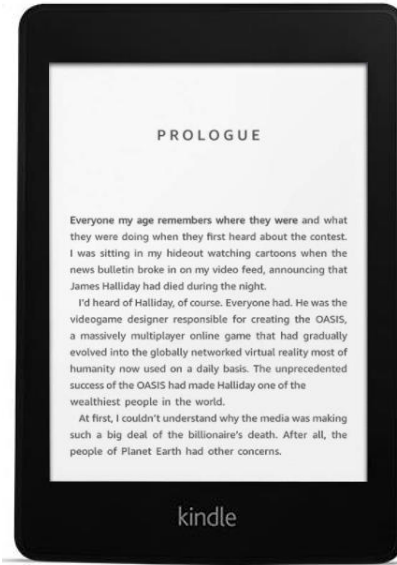 PROLOGUE
Everyone my age remembers where they were and what
they were doing when they first heard about the contest.
I was sitting in my hideout watching cartoons when the
news bulletin broke in on my video feed, announcing that
James Halliday had died during the night.
I'd heard of Halliday, of course. Everyone had. He was the
videogame designer responsible for creating the OASIS,
a massively multiplayer online game that had gradually
evolved into the globally networked virtual reality most of
humanity now used on a daily basis. The unprecedented
success of the OASIS had made Halliday one of the
wealthiest people in the world.
At first, I couldn't understand why the media was making
such a big deal of the billionaire's death. After all, the
people of Planet Earth had other concerns.
kindle